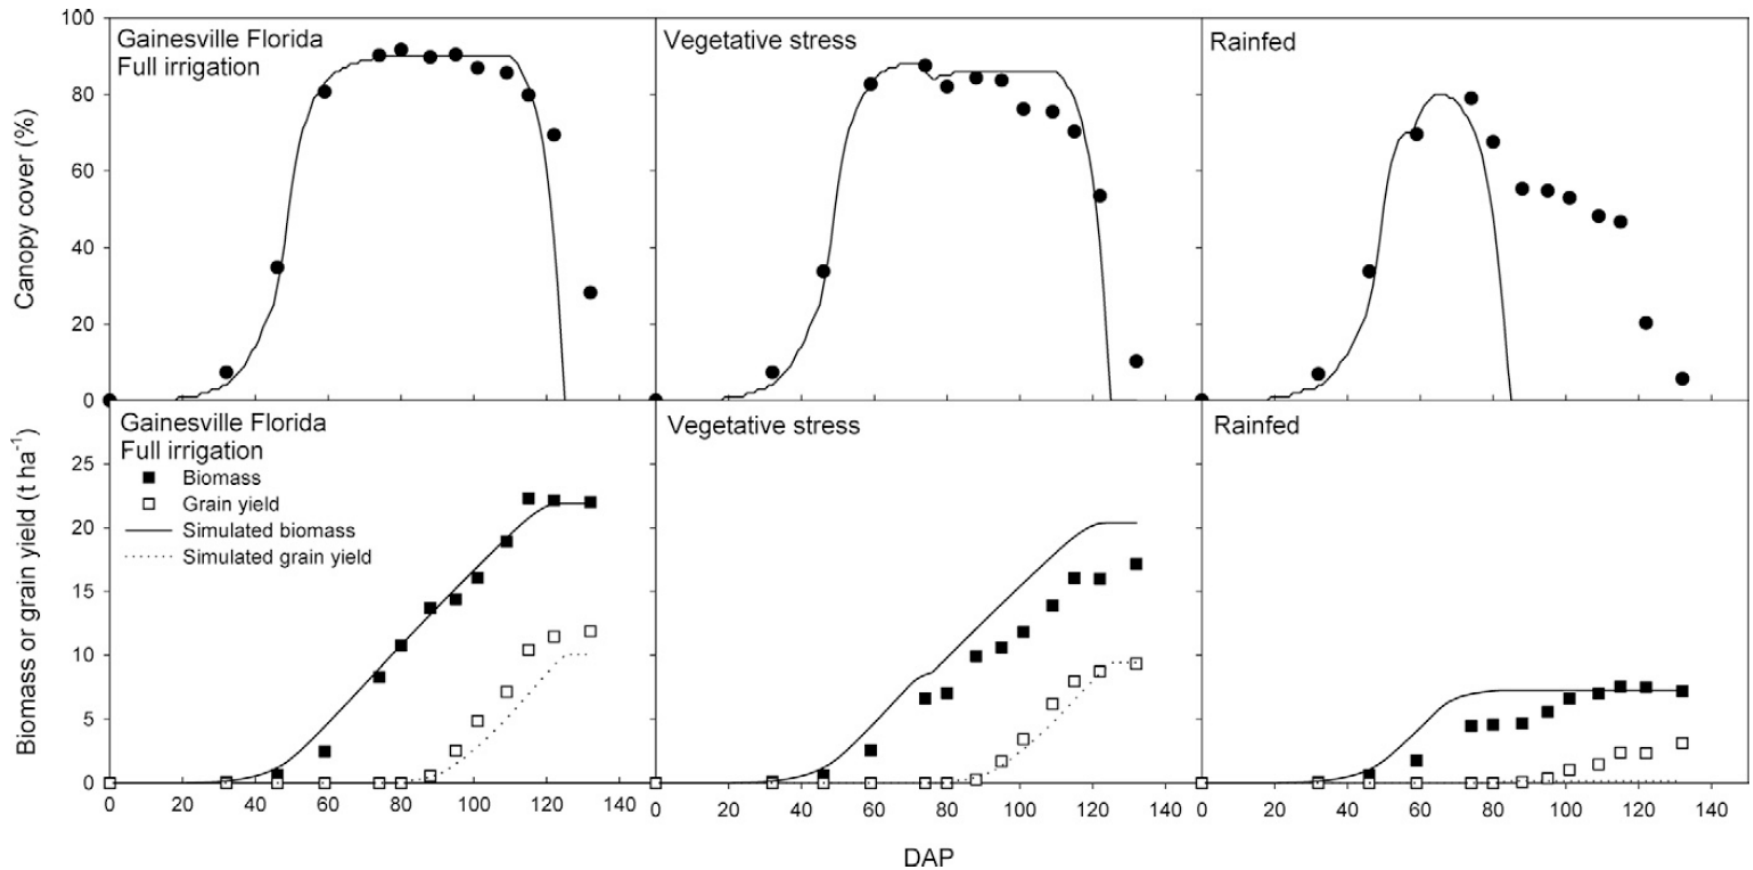 100
80
60
40
20
0
Canopy cover (%)
Gainesville Florida
Full irrigation
Vegetative stress
Rainfed
25
20
15
10
5
0
Biomass or grain yield (t ha⁻¹)
Gainesville Florida
Full irrigation
Biomass
Grain yield
Simulated biomass
Simulated grain yield
Vegetative stress
Rainfed
0 20 40 60 80 100 120 140 0 20 40 60 80 100 120 140 0 20 40 60 80 100 120 140
DAP